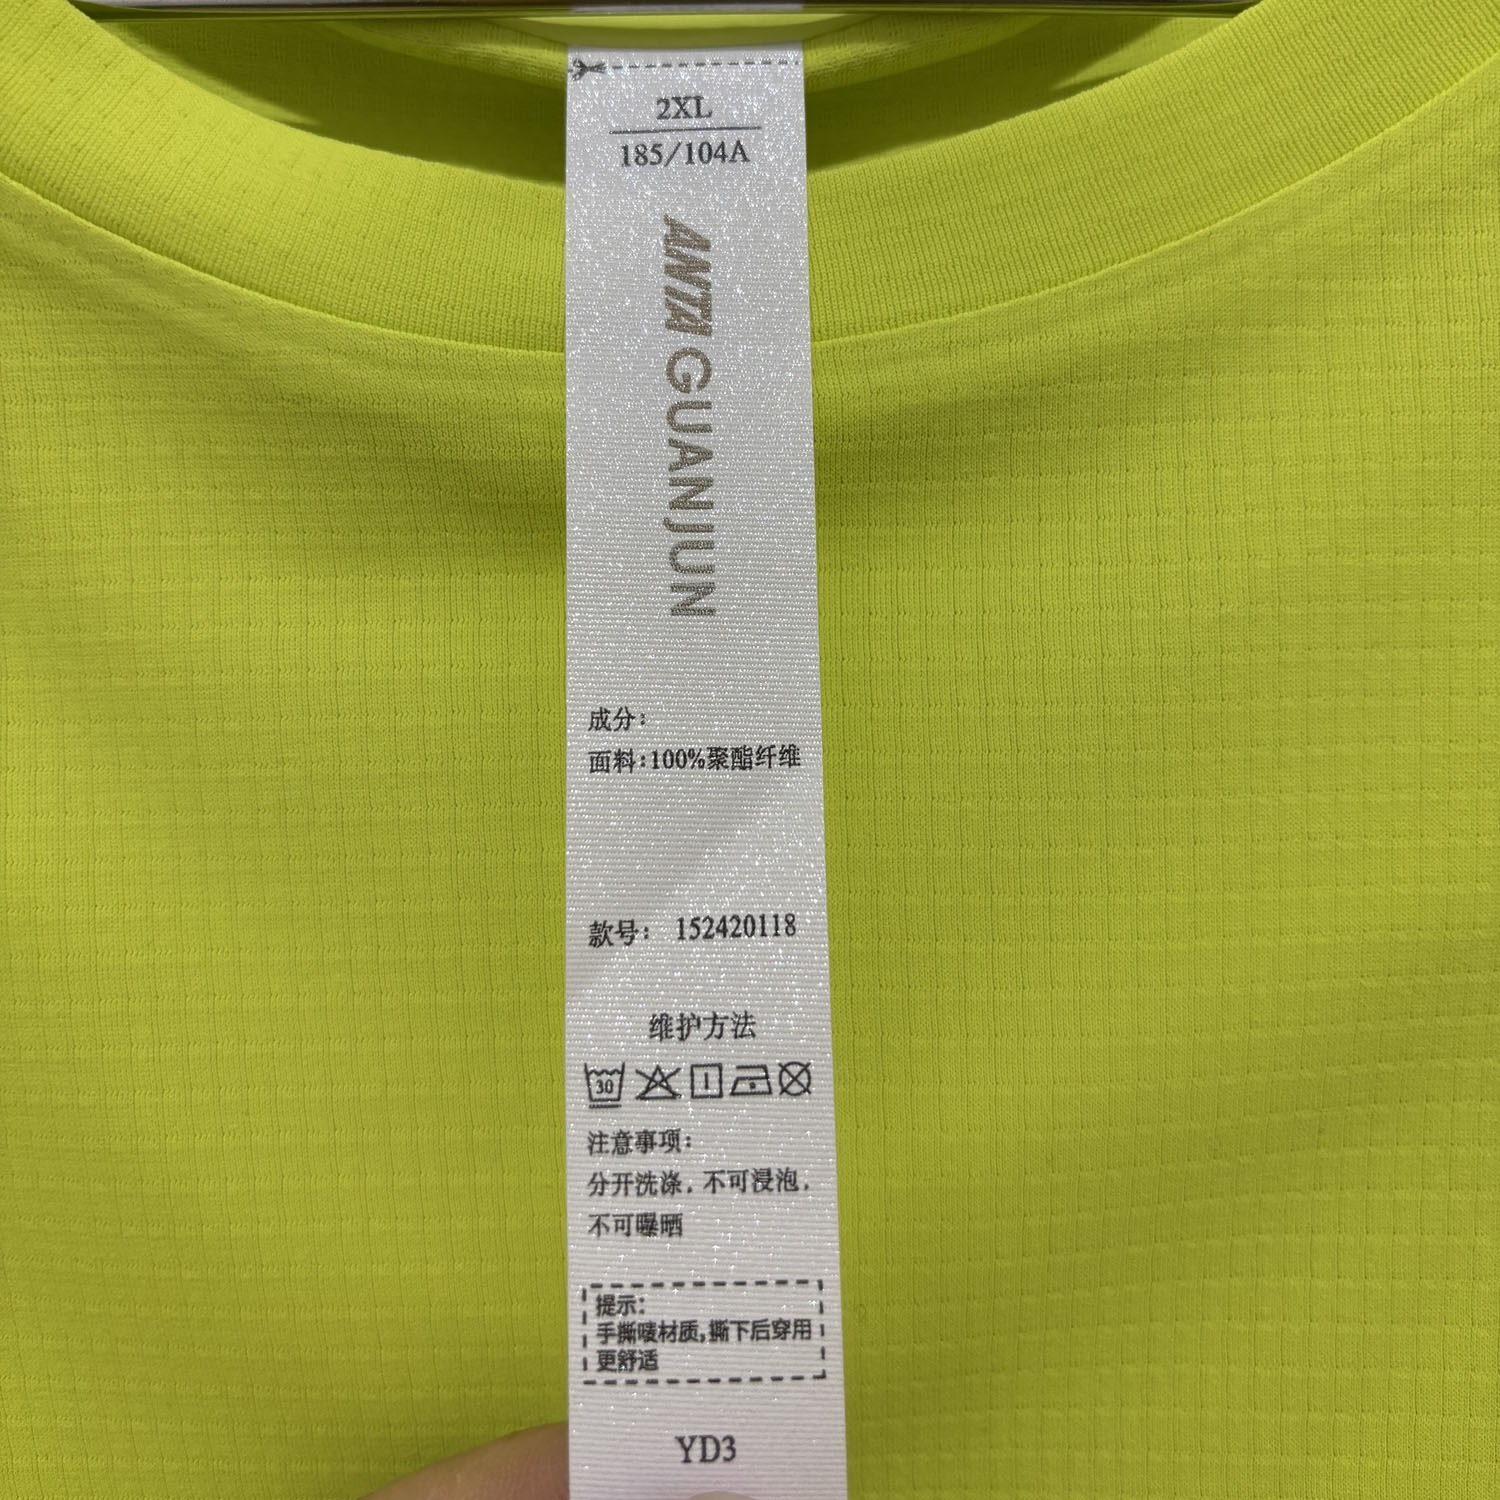 2XL
185/104A
ANTA GUANJUN
成分:
面料:100%聚酯纤维
款号: 152420118
维护方法
30
注意事项:
分开洗涤,不可浸泡,
不可曝晒
提示:
手撕唛材质,撕下后穿用
更舒适
YD3